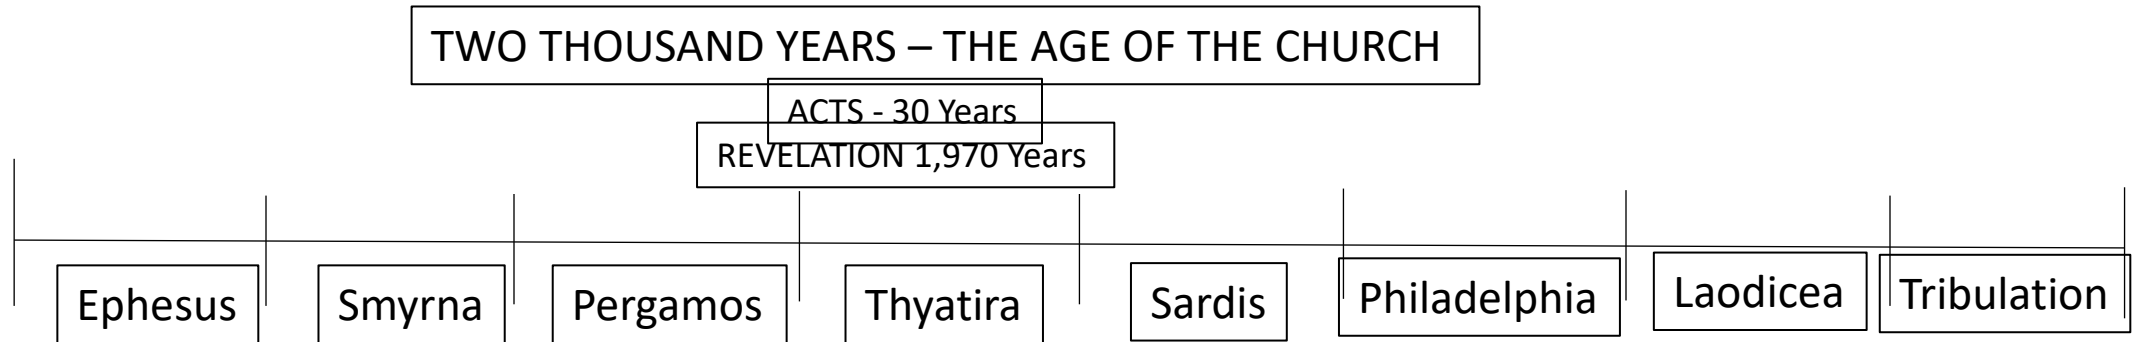 TWO THOUSAND YEARS – THE AGE OF THE CHURCH
ACTS - 30 Years
REVELATION 1,970 Years
Ephesus
Smyrna
Pergamos
Thyatira
Sardis
Philadelphia
Laodicea
Tribulation